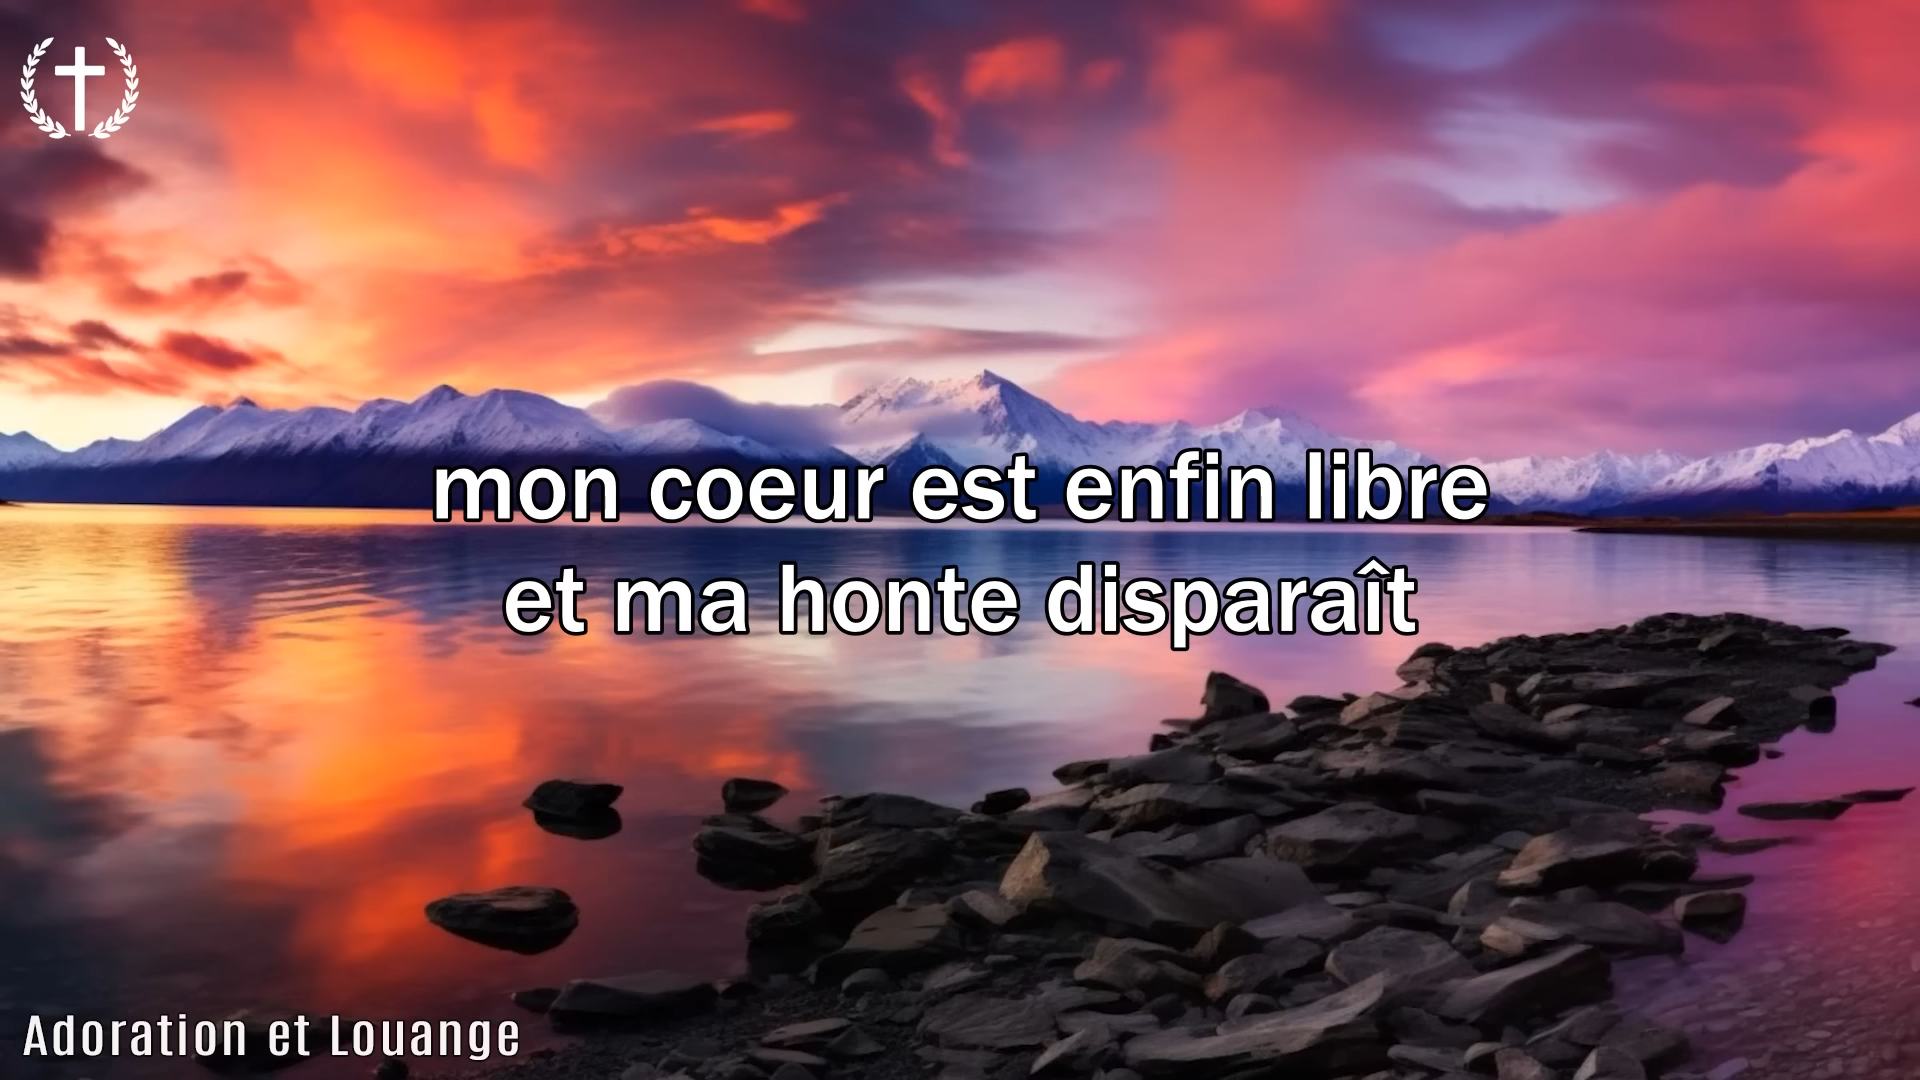 mon coeur est enfin libre
et ma honte disparaît
Adoration et Louange